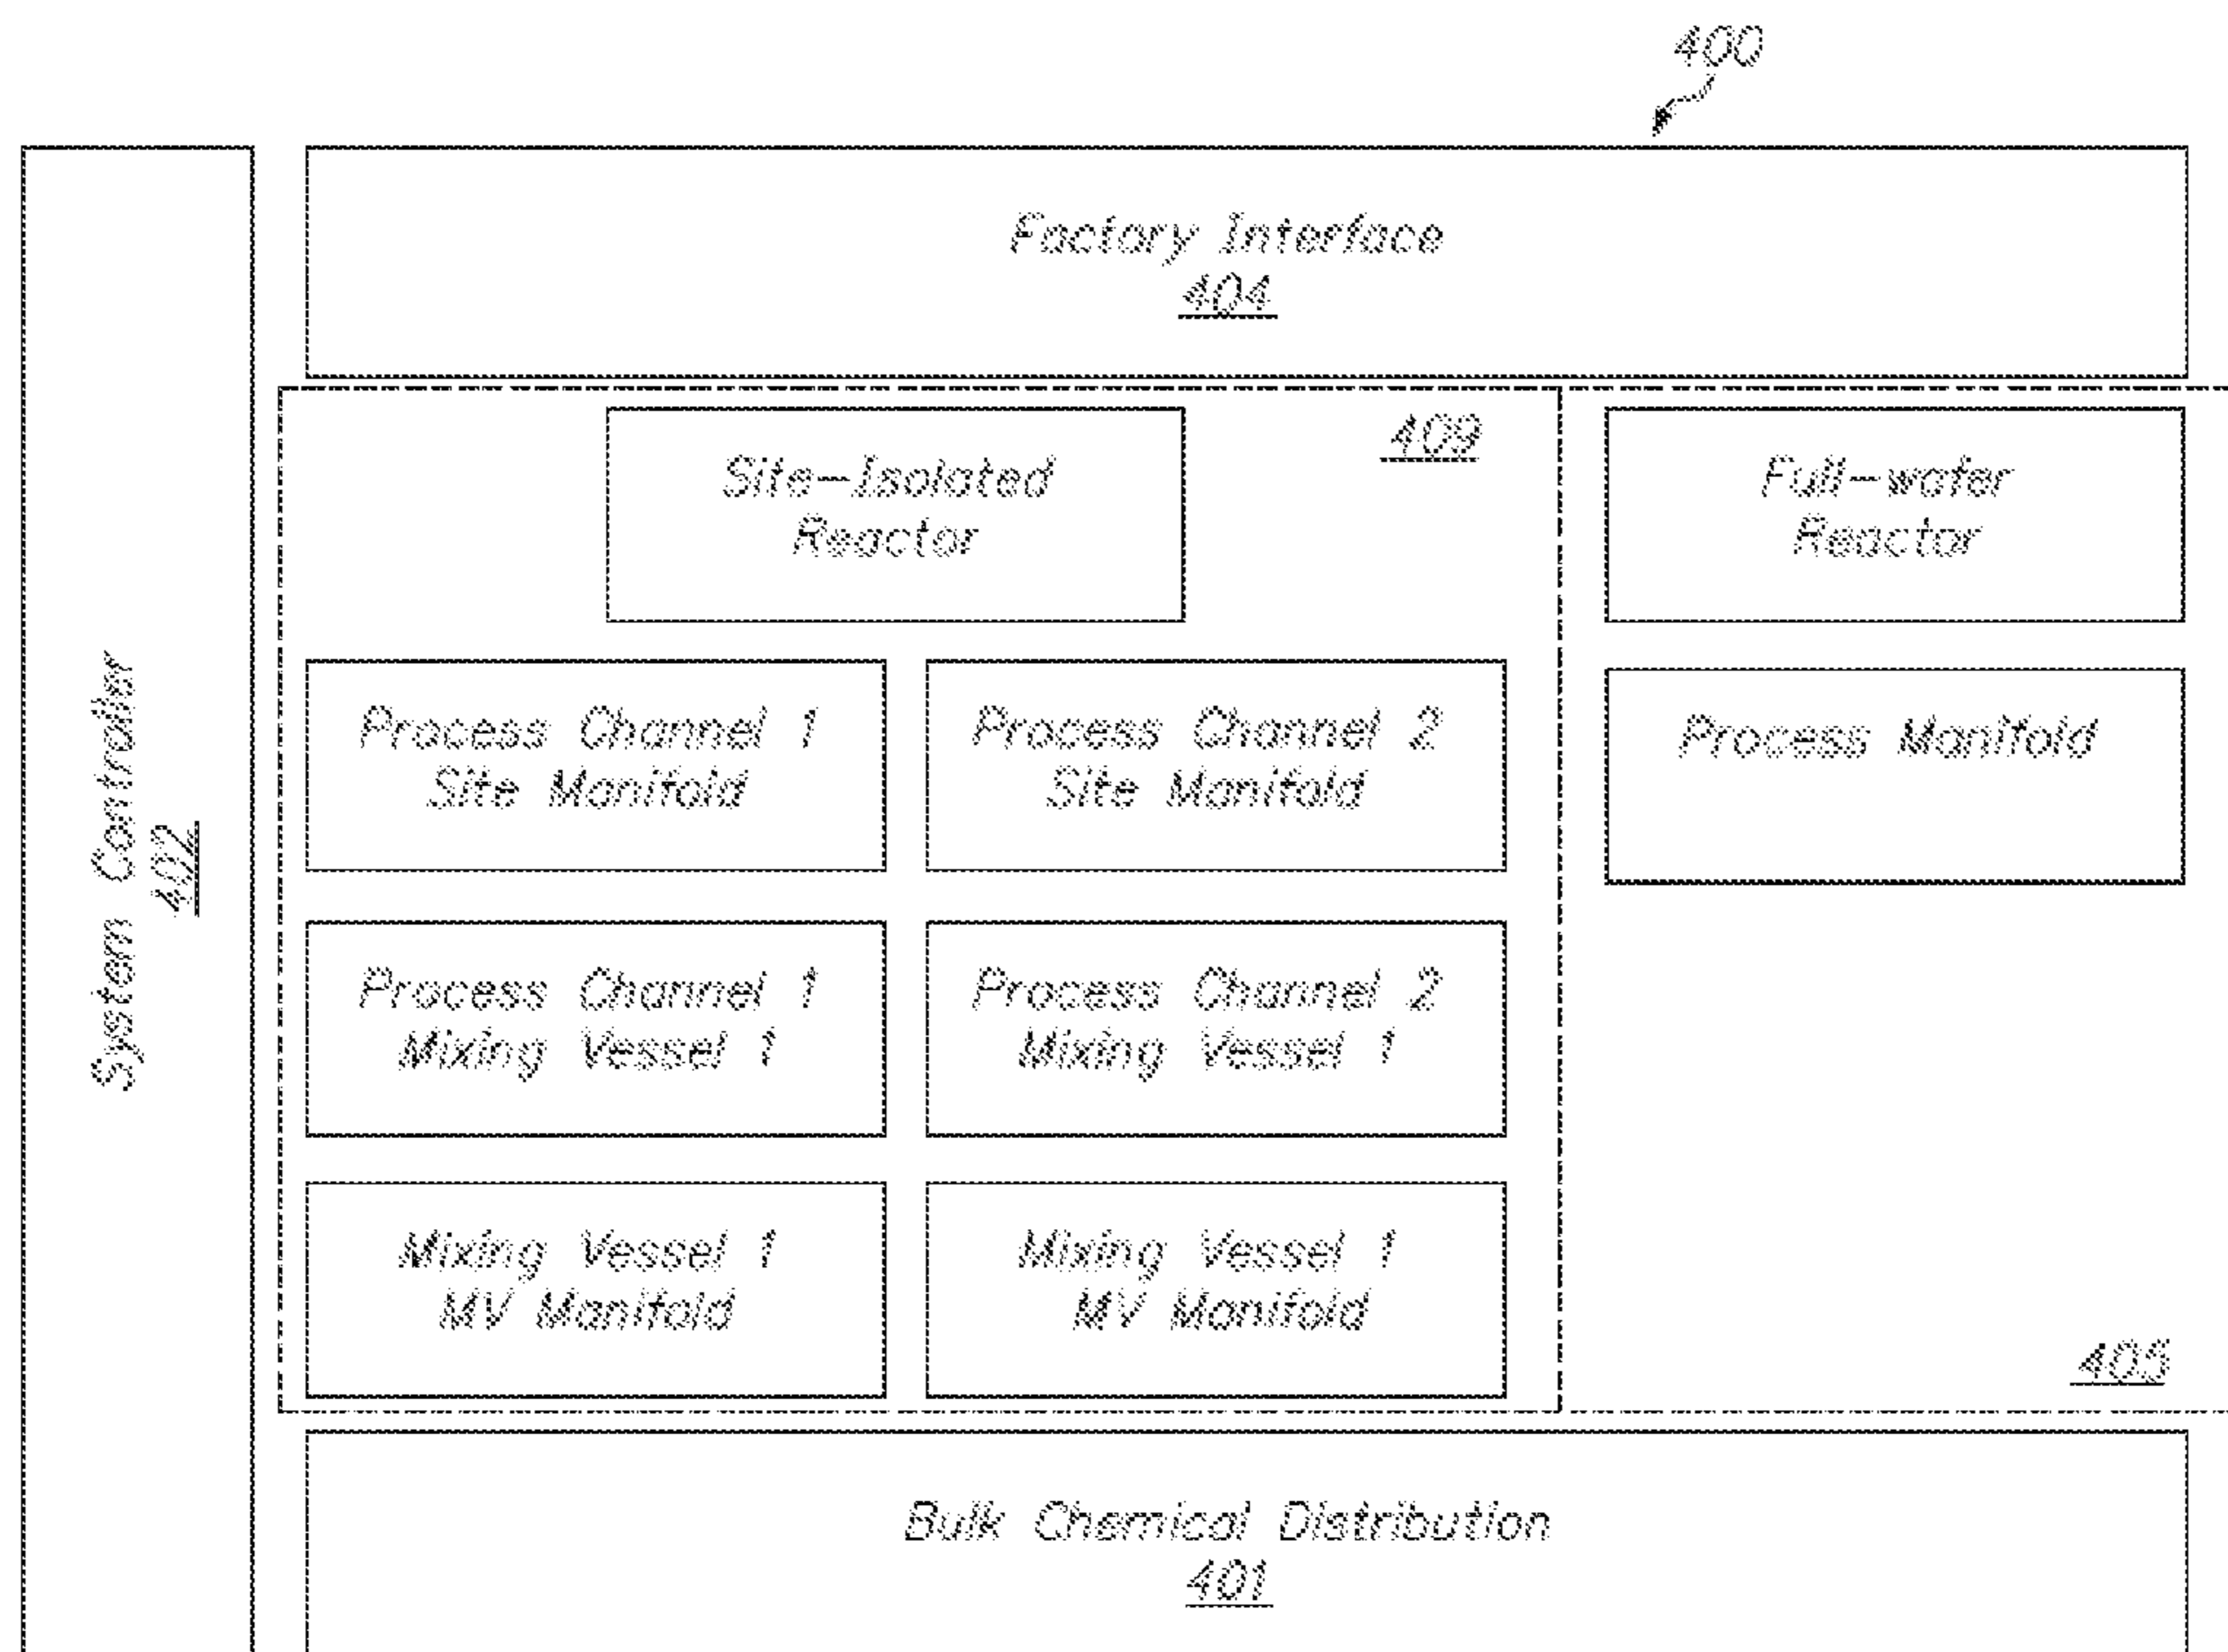 400
Factory Interface
404
System Controller
402
409
Site-Isolated
Reactor
Full-wafer
Reactor
Process Channel 1
Site Manifold
Process Channel 2
Site Manifold
Process Manifold
Process Channel 1
Mixing Vessel 1
Process Channel 2
Mixing Vessel 1
Mixing Vessel 1
MV Manifold
Mixing Vessel 1
MV Manifold
405
Bulk Chemical Distribution
401